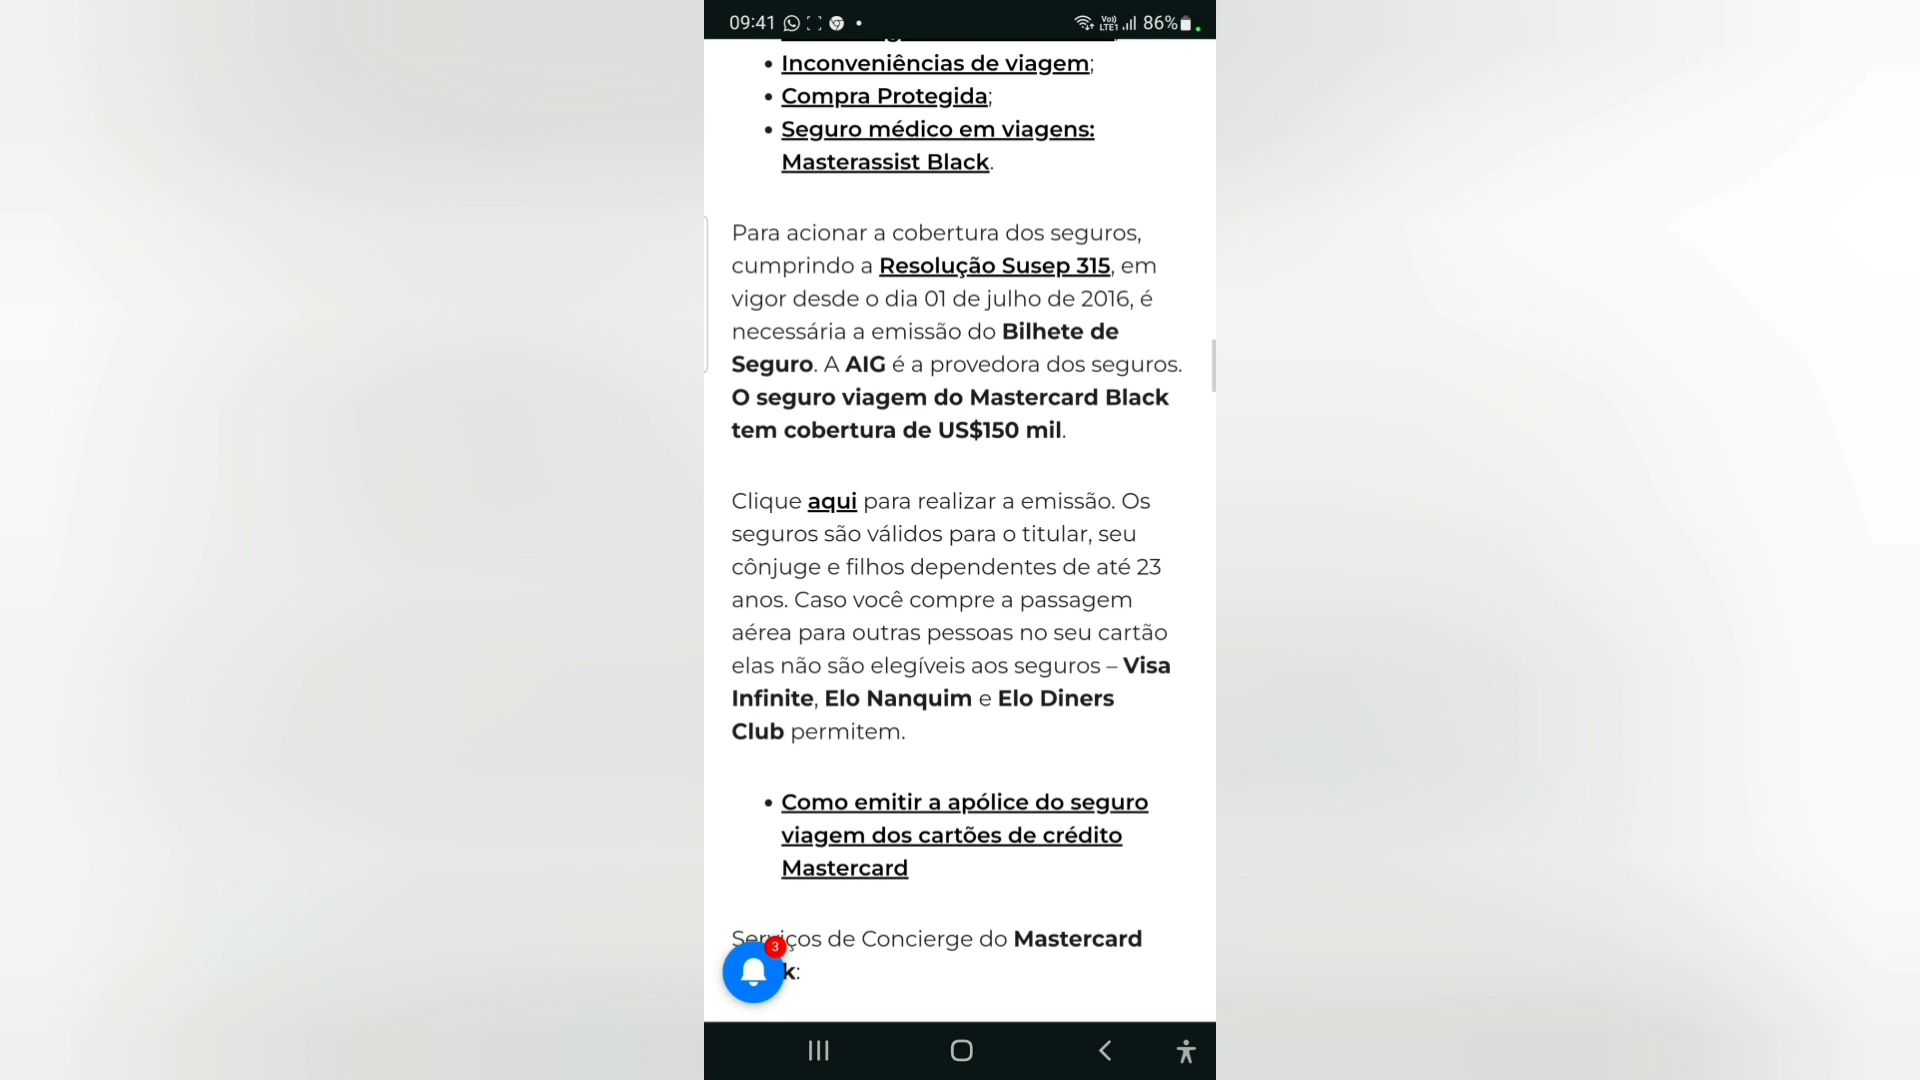 09:41
Vo))
LTE1
86%
Inconveniências de viagem;
Compra Protegida;
Seguro médico em viagens:
Masterassist Black.
Para acionar a cobertura dos seguros,
cumprindo a Resolução Susep 315, em
vigor desde o dia 01 de julho de 2016, é
necessária a emissão do Bilhete de
Seguro. A AIG é a provedora dos seguros.
O seguro viagem do Mastercard Black
tem cobertura de US$150 mil.
Clique aqui para realizar a emissão. Os
seguros são válidos para o titular, seu
cônjuge e filhos dependentes de até 23
anos. Caso você compre a passagem
aérea para outras pessoas no seu cartão
elas não são elegíveis aos seguros – Visa
Infinite, Elo Nanquim e Elo Diners
Club permitem.
Como emitir a apólice do seguro
viagem dos cartões de crédito
Mastercard
Serviços de Concierge do Mastercard
k:
3